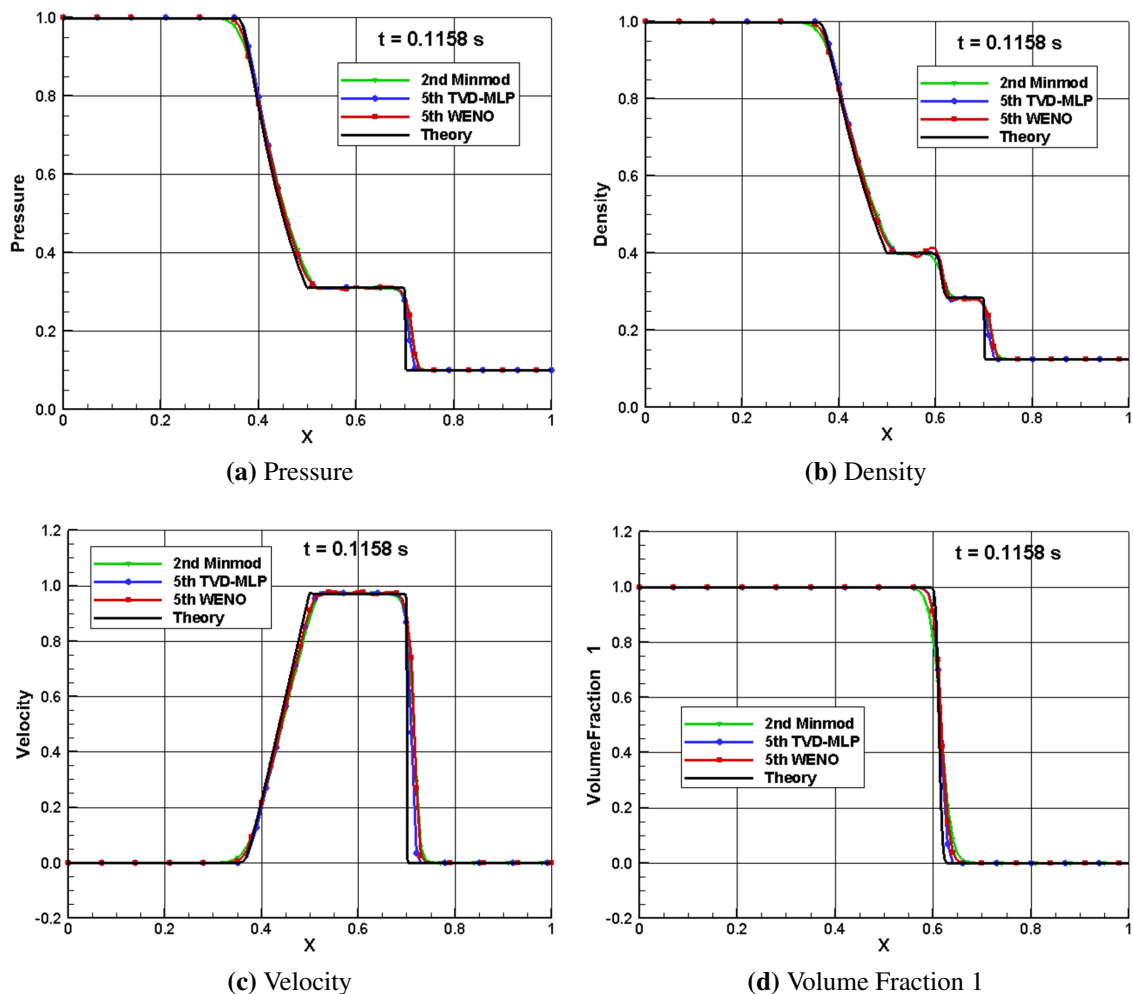 1.0
0.8
0.6
0.4
0.2
0.0
Pressure
t = 0.1158 s
2nd Minmod
5th TVD-MLP
5th WENO
Theory
0
0.2
0.4
0.6
0.8
1
X
(a) Pressure
1.0
0.8
0.6
0.4
0.2
0.0
Density
t = 0.1158 s
2nd Minmod
5th TVD-MLP
5th WENO
Theory
0
0.2
0.4
0.6
0.8
1
X
(b) Density
1.2
1.0
0.8
0.6
0.4
0.2
0.0
-0.2
Velocity
t = 0.1158 s
2nd Minmod
5th TVD-MLP
5th WENO
Theory
0
0.2
0.4
0.6
0.8
1
X
(c) Velocity
1.2
1.0
0.8
0.6
0.4
0.2
0.0
-0.2
VolumeFraction 1
t = 0.1158 s
2nd Minmod
5th TVD-MLP
5th WENO
Theory
0
0.2
0.4
0.6
0.8
1
X
(d) Volume Fraction 1